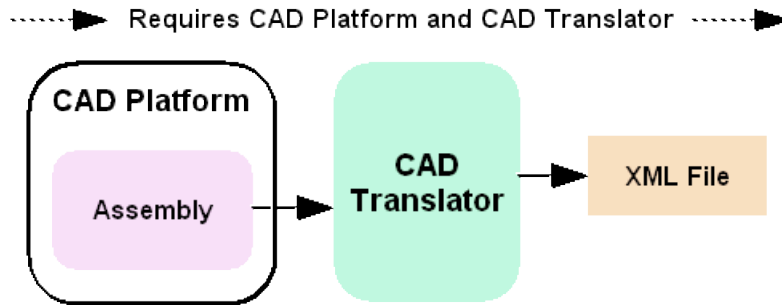 Requires CAD Platform and CAD Translator
CAD Platform
Assembly
CAD
Translator
XML File